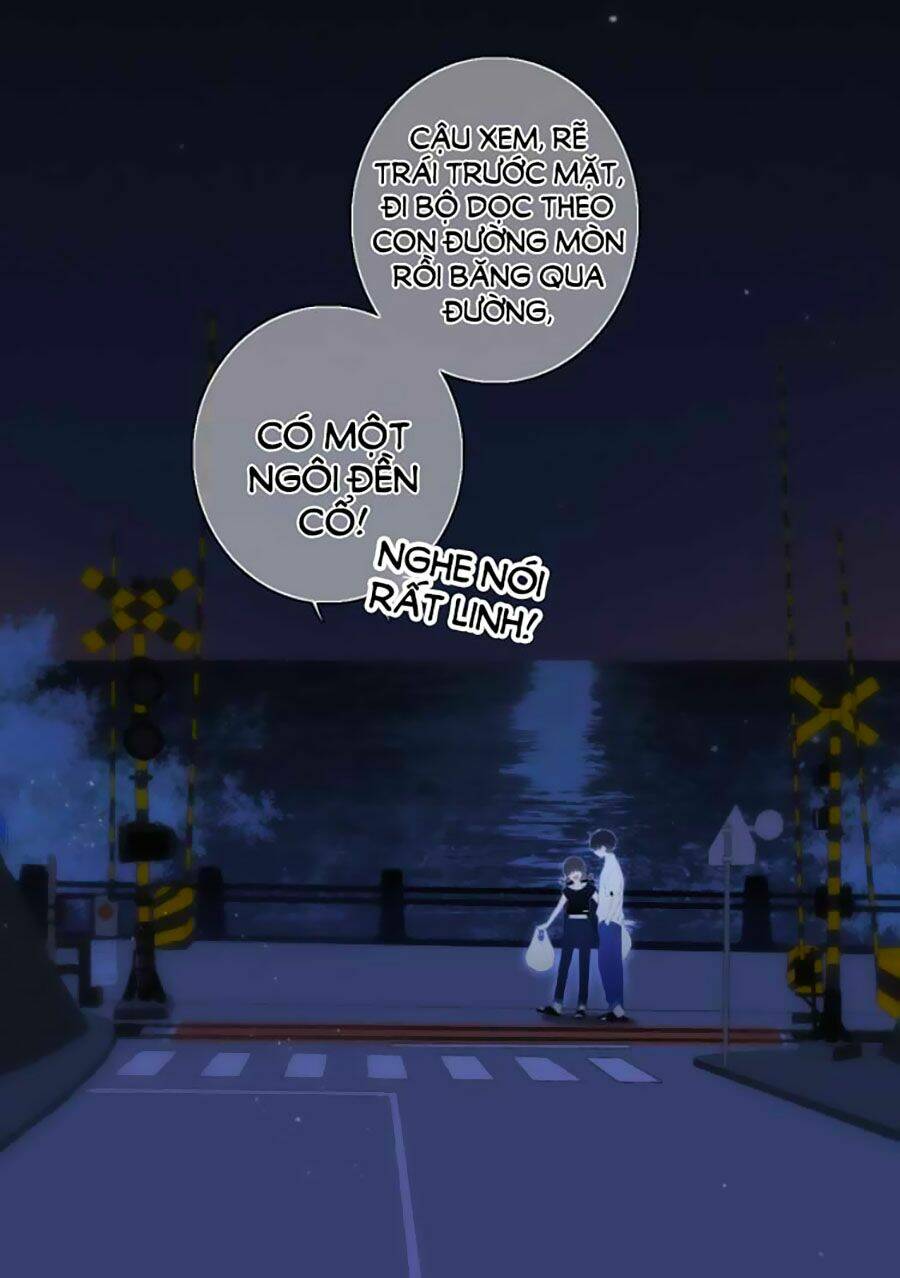 CẬU XEM, RẼ
TRÁI TRƯỚC MẶT,
ĐI BỘ DỌC THEO
CON ĐƯỜNG MÒN
RỒI BĂNG QUA
ĐƯỜNG,
CÓ MỘT
NGÔI ĐỀN
CỔ!
NGHE NÓI
RẤT LINH!